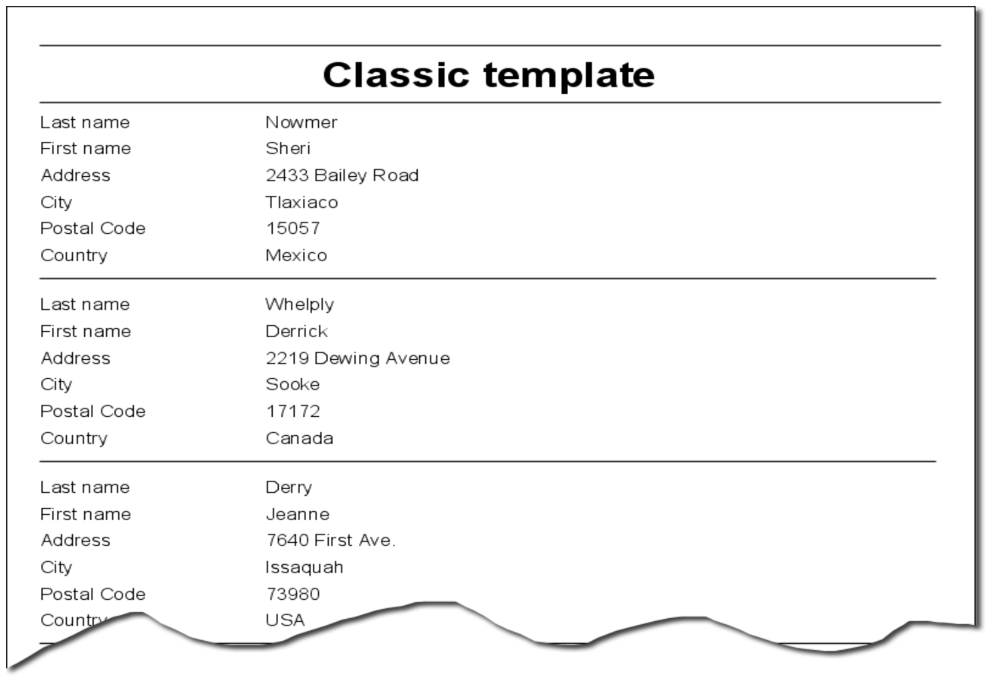 Classic template
Last name Nowmer
First name Sheri
Address 2433 Bailey Road
City Tlaxiaco
Postal Code 15057
Country Mexico
Last name Whelply
First name Derrick
Address 2219 Dewing Avenue
City Sooke
Postal Code 17172
Country Canada
Last name Derry
First name Jeanne
Address 7640 First Ave.
City Issaquah
Postal Code 73980
Country USA